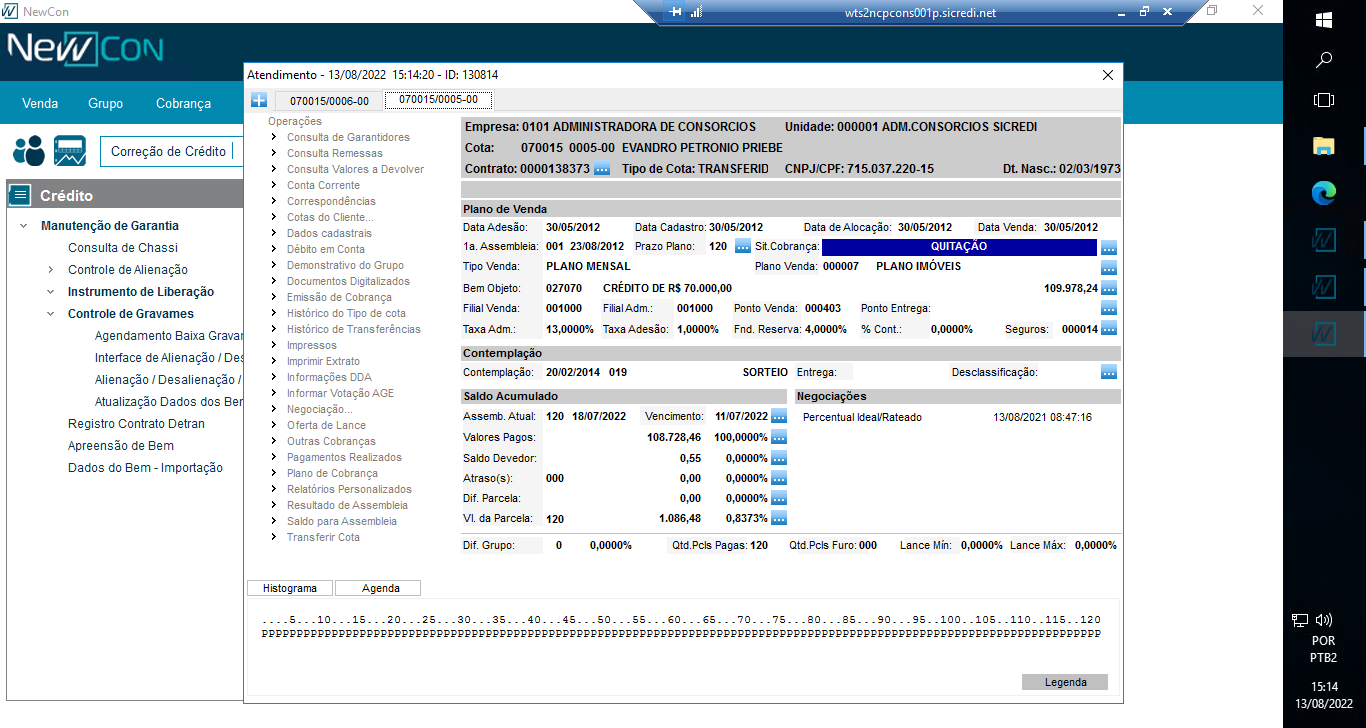 NewCon
wts2ncpcons001p.sicredi.net
NEWCON
Venda Grupo Cobrança
Correção de Crédito
Crédito
Manutenção de Garantia
Consulta de Chassi
Controle de Alienação
Instrumento de Liberação
Controle de Gravames
Agendamento Baixa Gravar
Interface de Alienação / Des
Alienação / Desalienação /
Atualização Dados dos Ber
Registro Contrato Detran
Apreensão de Bem
Dados do Bem - Importação
Atendimento - 13/08/2022 15:14:20 - ID: 130814
070015/0006-00 070015/0005-00
Operações
Consulta de Garantidores
Consulta Remessas
Consulta Valores a Devolver
Conta Corrente
Correspondências
Cotas do Cliente...
Dados cadastrais
Débito em Conta
Demonstrativo do Grupo
Documentos Digitalizados
Emissão de Cobrança
Histórico do Tipo de cota
Histórico de Transferências
Impressos
Imprimir Extrato
Informações DDA
Informar Votação AGE
Negociação...
Oferta de Lance
Outras Cobranças
Pagamentos Realizados
Plano de Cobrança
Relatórios Personalizados
Resultado de Assembleia
Saldo para Assembleia
Transferir Cota
Empresa: 0101 ADMINISTRADORA DE CONSORCIOS Unidade: 000001 ADM.CONSORCIOS SICREDI
Cota: 070015 0005-00 EVANDRO PETRONIO PRIEBE
Contrato: 0000138373 ... Tipo de Cota: TRANSFERID CNPJ/CPF: 715.037.220-15 Dt. Nasc.: 02/03/1973
Plano de Venda
Data Adesão: 30/05/2012 Data Cadastro: 30/05/2012 Data de Alocação: 30/05/2012 Data Venda: 30/05/2012
1a. Assembleia: 001 23/08/2012 Prazo Plano: 120 ... Sit.Cobrança: QUITAÇÃO ...
Tipo Venda: PLANO MENSAL Plano Venda: 000007 PLANO IMÓVEIS ...
Bem Objeto: 027070 CRÉDITO DE R$ 70.000,00 109.978,24 ...
Filial Venda: 001000 Filial Adm.: 001000 Ponto Venda: 000403 Ponto Entrega: ...
Taxa Adm.: 13,0000% Taxa Adesão: 1,0000% Fnd. Reserva: 4,0000% % Cont.: 0,0000% Seguros: 000014 ...
Contemplação
Contemplação: 20/02/2014 019 SORTEIO Entrega: Desclassificação: ...
Saldo Acumulado Negociações
Assemb. Atual: 120 18/07/2022 Vencimento: 11/07/2022 ... Percentual Ideal/Rateado 13/08/2021 08:47:16
Valores Pagos: 108.728,46 100,0000% ...
Saldo Devedor: 0,55 0,0000% ...
Atraso(s): 000 0,00 0,0000% ...
Dif. Parcela: 0,00 0,0000% ...
Vl. da Parcela: 120 1.086,48 0,8373% ...
Dif. Grupo: 0 0,0000% Qtd.Pcls Pagas: 120 Qtd.Pcls Furo: 000 Lance Mín: 0,0000% Lance Máx: 0,0000%
Histograma Agenda
....5...10...15...20...25...30...35...40...45...50...55...60...65...70...75...80...85...90...95..100..105..110..115..120
PPPPPPPPPPPPPPPPPPPPPPPPPPPPPPPPPPPPPPPPPPPPPPPPPPPPPPPPPPPPPPPPPPPPPPPPPPPPPPPPPPPPPPPPPPPPPPPPPPPPPPPPPPPPPPPPPPPPPPPP
Legenda
POR
PTB2
15:14
13/08/2022